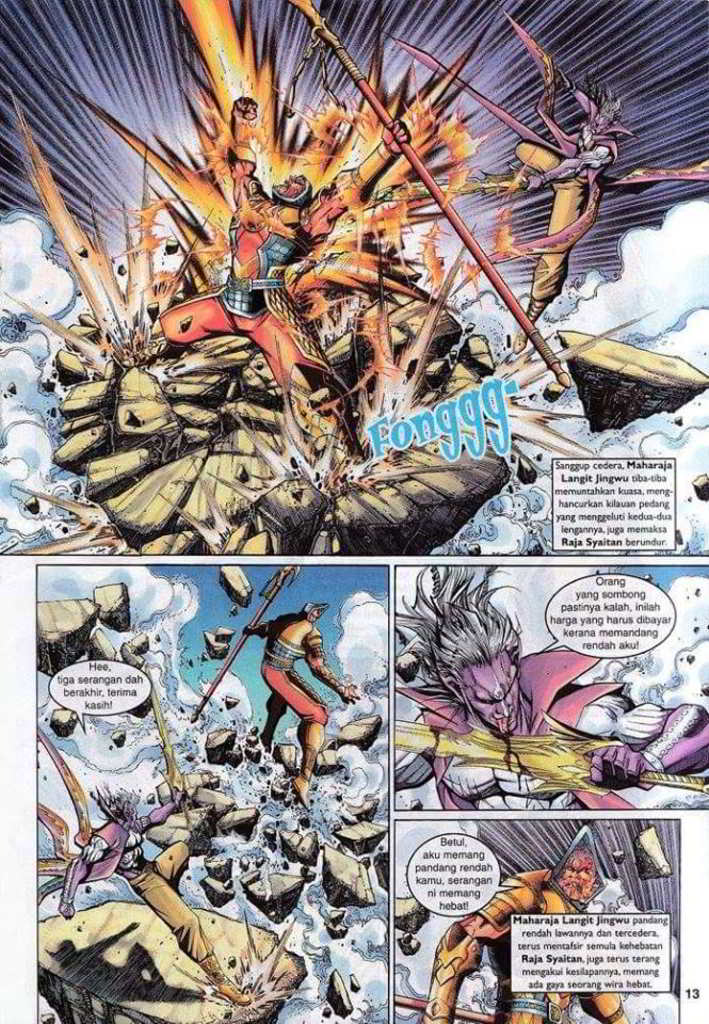 Fonggg-
Sanggup cedera, Maharaja
Langit Jingwu tiba-tiba
memuntahkan kuasa, meng-
hancurkan kilauan pedang
yang menggeluti kedua-dua
lengannya, juga memaksa
Raja Syaitan berundur.
Hee,
tiga serangan dah
berakhir, terima
kasih!
Orang
yang sombong
pastinya kalah, inilah
harga yang harus dibayar
kerana memandang
rendah aku!
Betul,
aku memang
pandang rendah
kamu, serangan
ni memang
hebat!
Maharaja Langit Jingwu pandang
rendah lawannya dan tercedera,
terus mentafsir semula kehebatan
Raja Syaitan, juga terus terang
mengakui kesilapannya, memang
ada gaya seorang wira hebat.
13